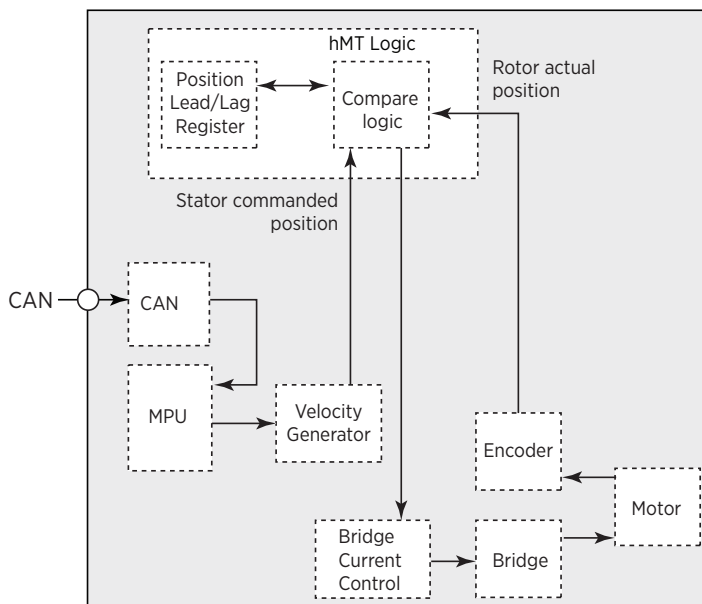 hMT Logic
Position
Lead/Lag
Register
Compare
logic
Rotor actual
position
Stator commanded
position
CAN
CAN
MPU
Velocity
Generator
Encoder
Motor
Bridge
Current
Control
Bridge